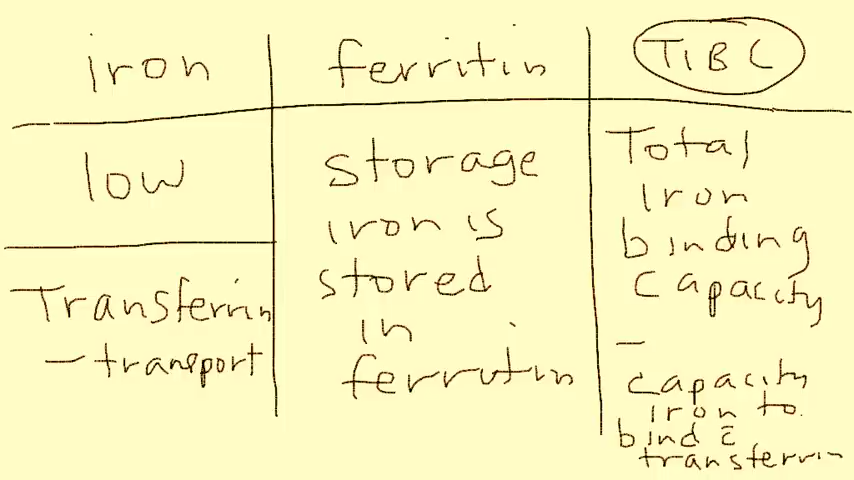 iron
low
Transferrin
- transport
ferritin
storage
iron is
stored
in
ferrutin
TIBC
Total
Iron
binding
Capacity
-
capacity
iron to
bind c̄
transferrin